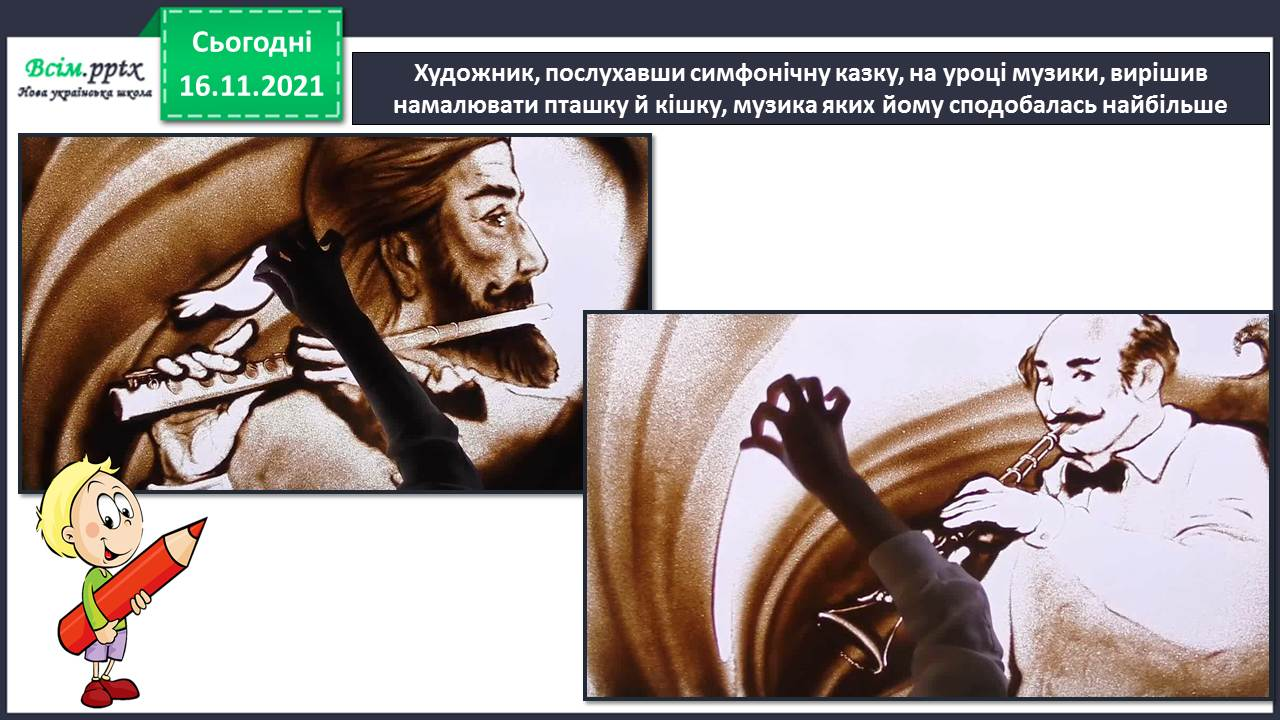 Всім.pptx
Нова українська школа
Сьогодні
16.11.2021
Художник, послухавши симфонічну казку, на уроці музики, вирішив
намалювати пташку й кішку, музика яких йому сподобалась найбільше